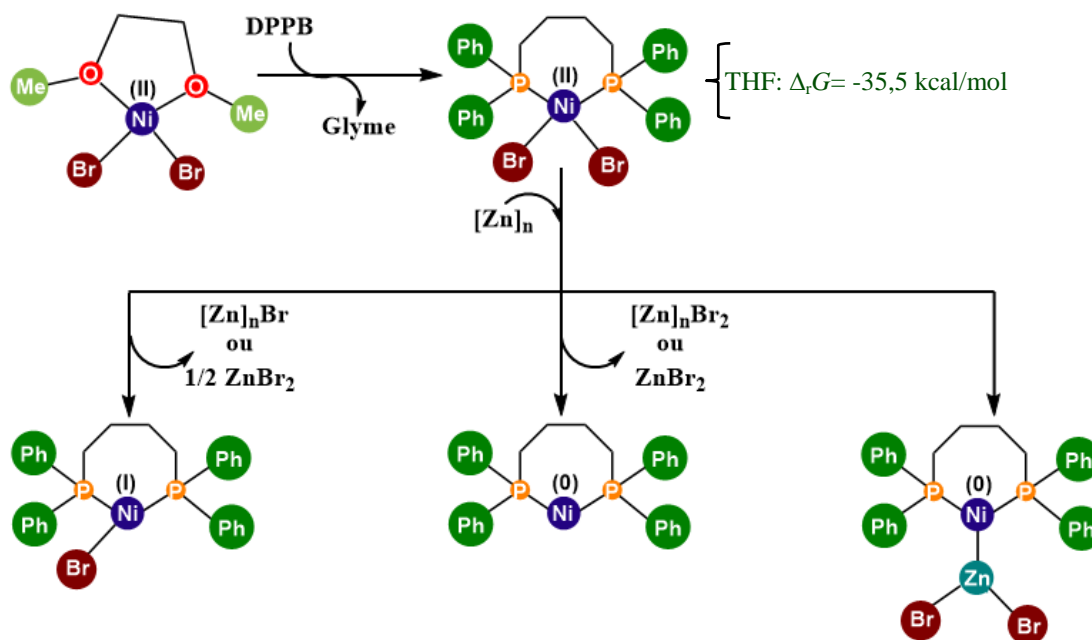 DPPB
Glyme
O
O
Me
Me
(II)
Ni
Br
Br
Ph
Ph
Ph
Ph
P
P
(II)
Ni
Br
Br
THF: ΔrG= -35,5 kcal/mol
[Zn]n
[Zn]nBr
ou
1/2 ZnBr2
[Zn]nBr2
ou
ZnBr2
Ph
Ph
Ph
Ph
P
P
(I)
Ni
Br
Ph
Ph
Ph
Ph
P
P
(0)
Ni
Ph
Ph
Ph
Ph
P
P
(0)
Ni
Zn
Br
Br